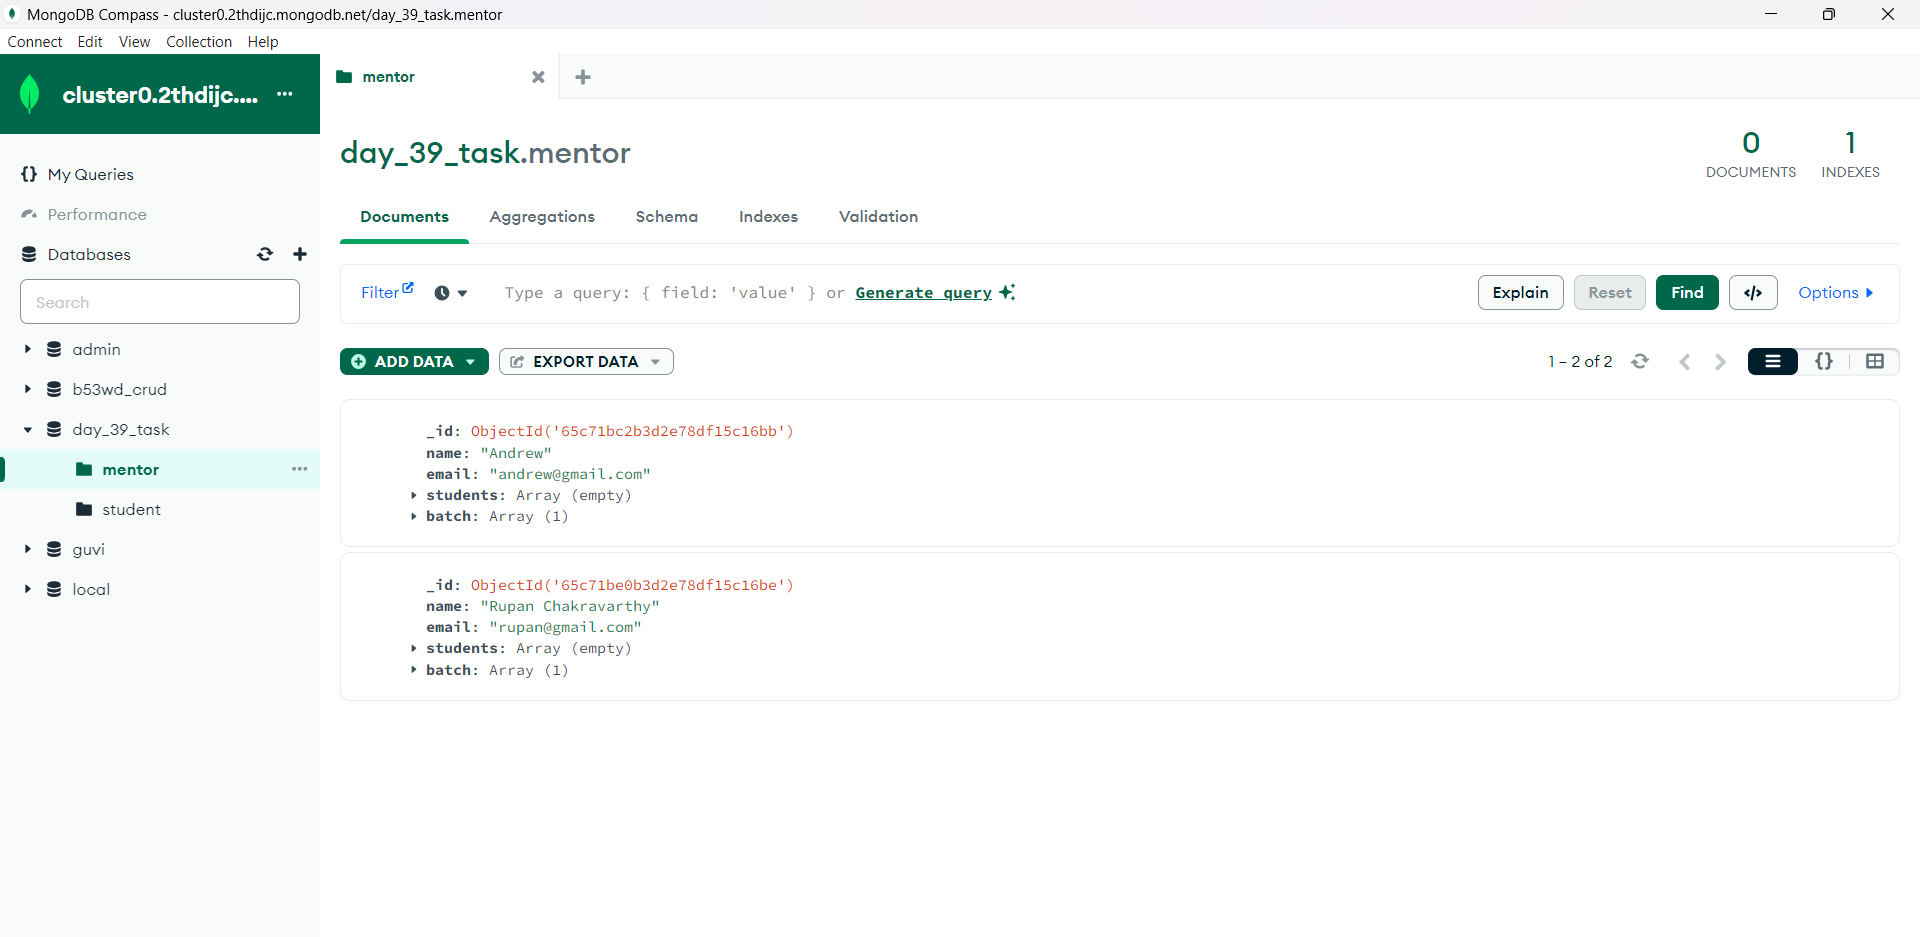 MongoDB Compass - cluster0.2thdijc.mongodb.net/day_39_task.mentor
Connect Edit View Collection Help
cluster0.2thdijc.... ...
My Queries
Performance
Databases
Search
admin
b53wd_crud
day_39_task
mentor ...
student
guvi
local
mentor
day_39_task.mentor
0
DOCUMENTS
1
INDEXES
Documents Aggregations Schema Indexes Validation
Filter Type a query: { field: 'value' } or Generate query Explain Reset Find </> Options
ADD DATA EXPORT DATA 1 – 2 of 2 {}
_id: ObjectId('65c71bc2b3d2e78df15c16bb')
name: "Andrew"
email: "andrew@gmail.com"
students: Array (empty)
batch: Array (1)
_id: ObjectId('65c71be0b3d2e78df15c16be')
name: "Rupan Chakravarthy"
email: "rupan@gmail.com"
students: Array (empty)
batch: Array (1)